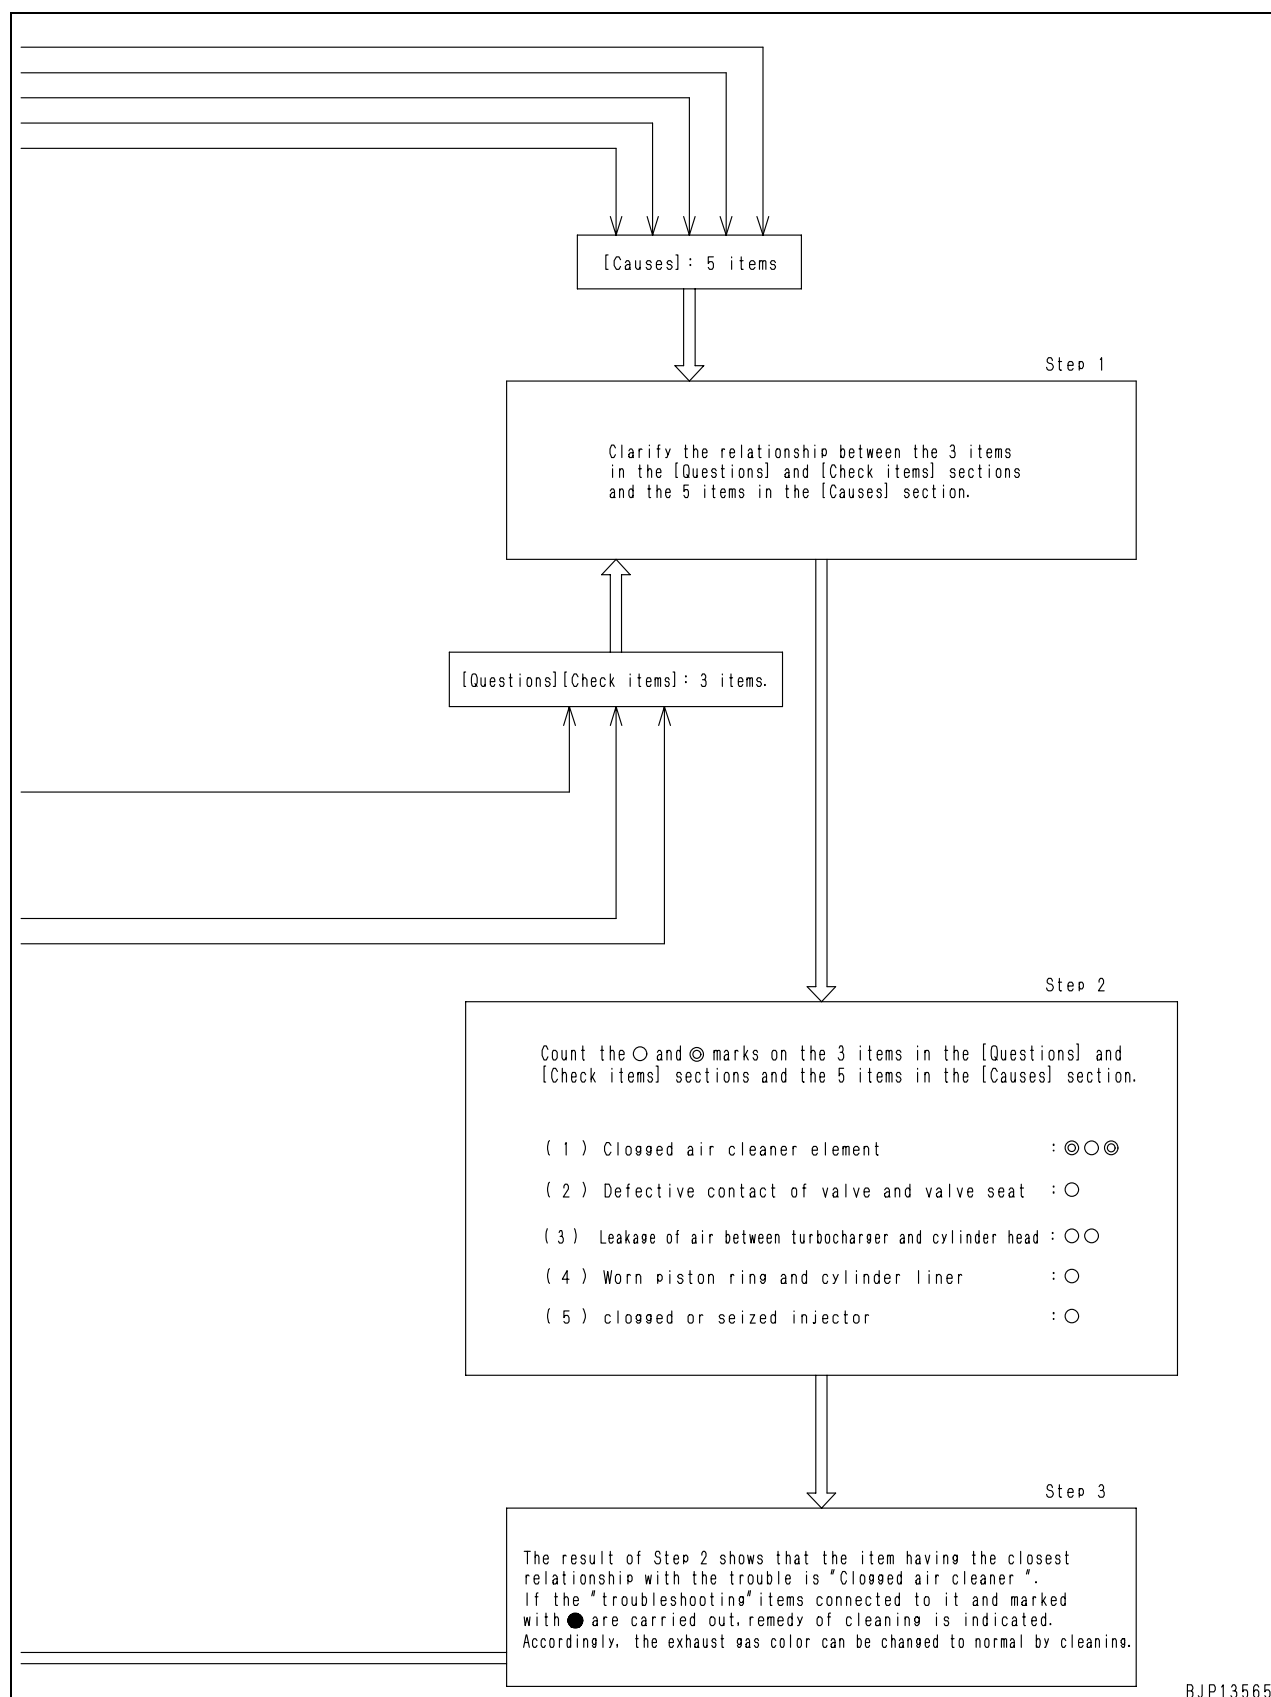 [Causes]: 5 items
Step 1
Clarify the relationship between the 3 items
in the [Questions] and [Check items] sections
and the 5 items in the [Causes] section.
[Questions][Check items]: 3 items.
Step 2
Count the ○ and ◎ marks on the 3 items in the [Questions] and
[Check items] sections and the 5 items in the [Causes] section.
( 1 ) Clogged air cleaner element : ◎○◎
( 2 ) Defective contact of valve and valve seat : ○
( 3 ) Leakage of air between turbocharger and cylinder head : ○○
( 4 ) Worn piston ring and cylinder liner : ○
( 5 ) clogged or seized injector : ○
Step 3
The result of Step 2 shows that the item having the closest
relationship with the trouble is "Clogged air cleaner ".
If the "troubleshooting" items connected to it and marked
with ● are carried out, remedy of cleaning is indicated.
Accordingly, the exhaust gas color can be changed to normal by cleaning.
BJP13565